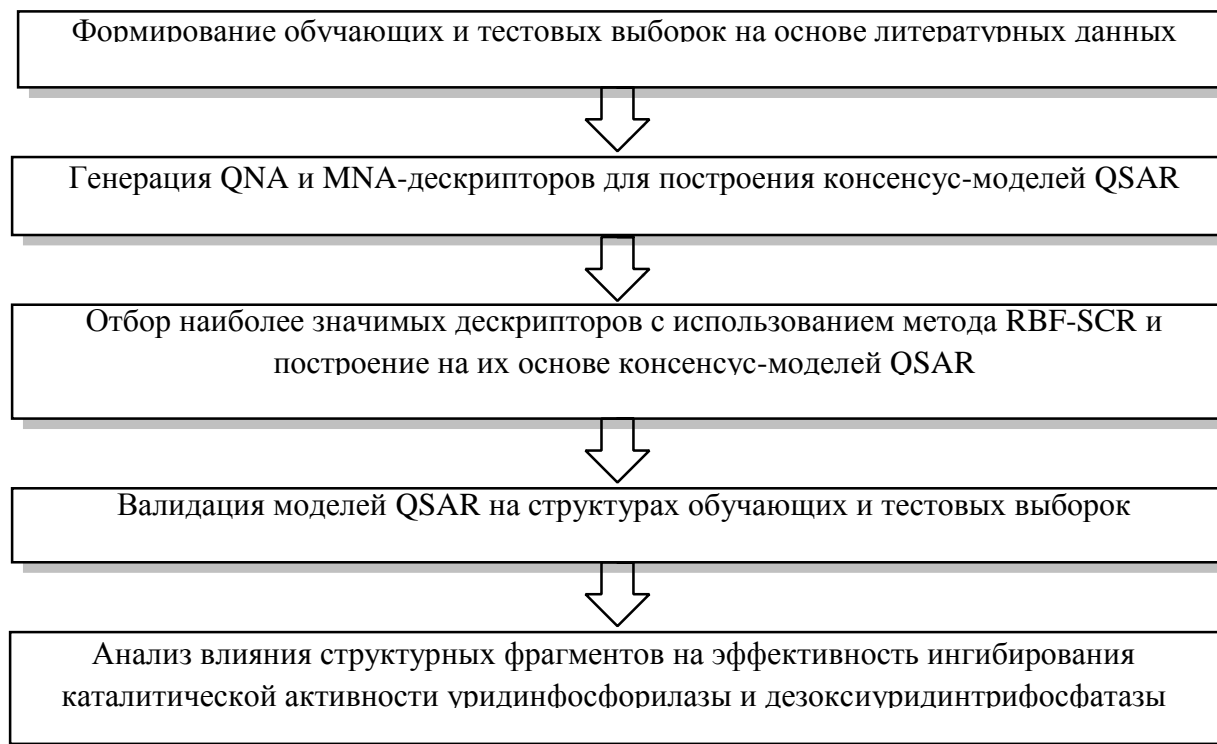 Формирование обучающих и тестовых выборок на основе литературных данных
Генерация QNA и MNA-дескрипторов для построения консенсус-моделей QSAR
Отбор наиболее значимых дескрипторов с использованием метода RBF-SCR и
построение на их основе консенсус-моделей QSAR
Валидация моделей QSAR на структурах обучающих и тестовых выборок
Анализ влияния структурных фрагментов на эффективность ингибирования
каталитической активности уридинфосфорилазы и дезоксиуридинтрифосфатазы